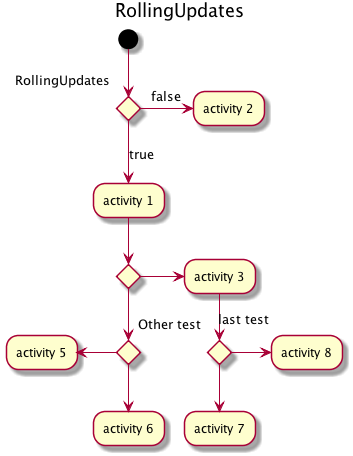 RollingUpdates
RollingUpdates
false
activity 2
true
activity 1
activity 3
Other test
last test
activity 5
activity 8
activity 6
activity 7